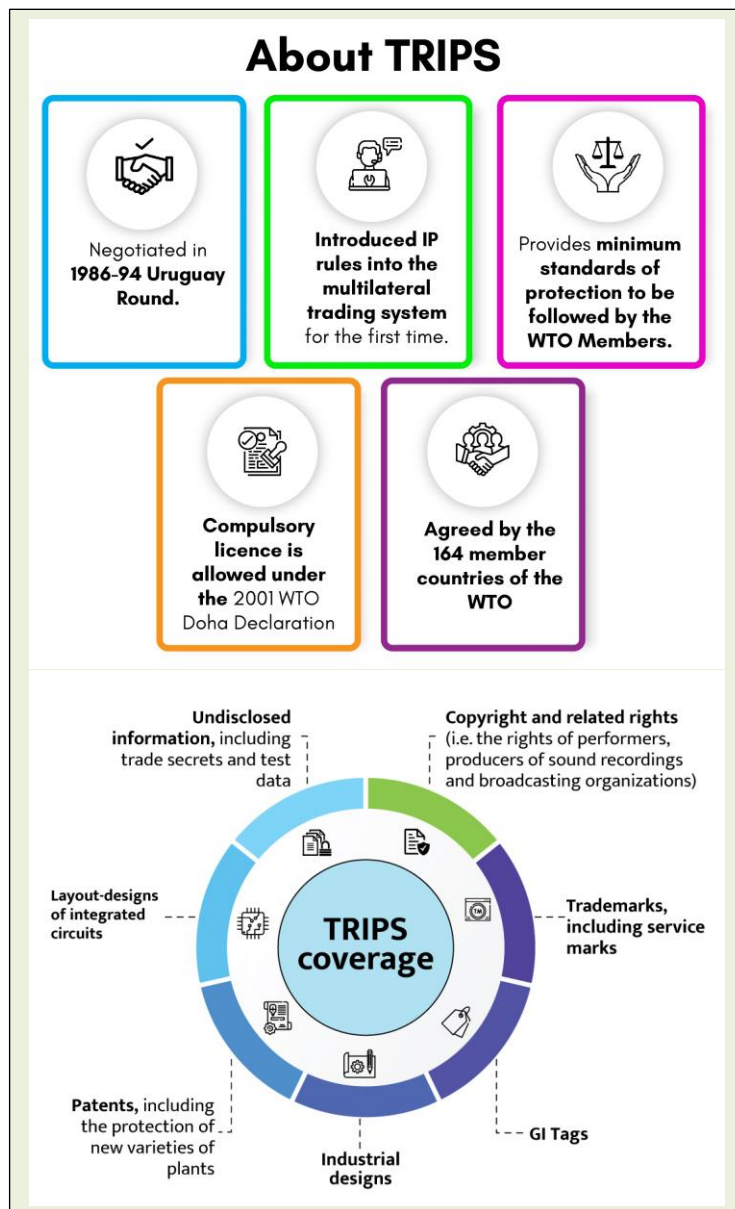 About TRIPS
Negotiated in
1986-94 Uruguay
Round.
Introduced IP
rules into the
multilateral
trading system
for the first time.
Provides minimum
standards of
protection to be
followed by the
WTO Members.
Compulsory
licence is
allowed under
the 2001 WTO
Doha Declaration
Agreed by the
164 member
countries of the
WTO
Undisclosed
information, including
trade secrets and test
data
Copyright and related rights
(i.e. the rights of performers,
producers of sound recordings
and broadcasting organizations)
Layout-designs
of integrated
circuits
TRIPS
coverage
TM
Trademarks,
including service
marks
Patents, including
the protection of
new varieties of
plants
Industrial
designs
GI Tags